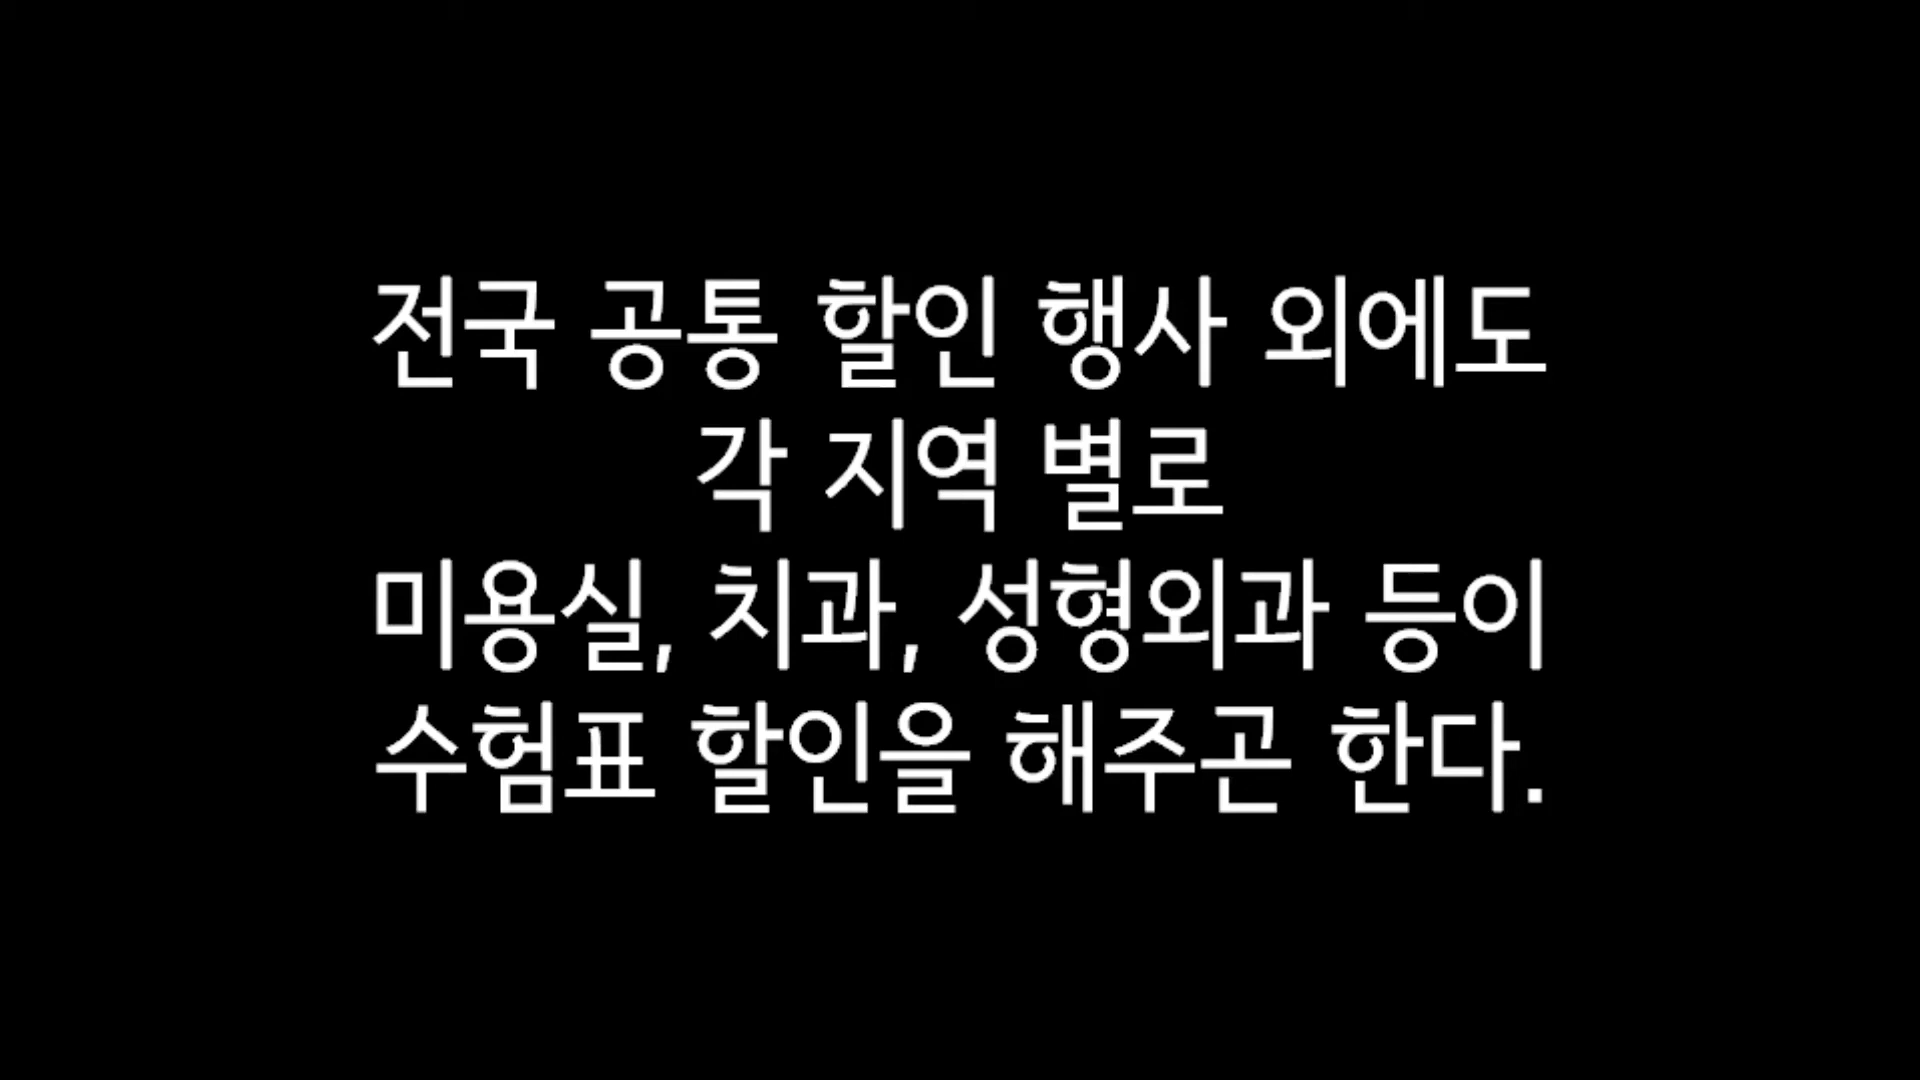 전국 공통 할인 행사 외에도
각 지역 별로
미용실, 치과, 성형외과 등이
수험표 할인을 해주곤 한다.